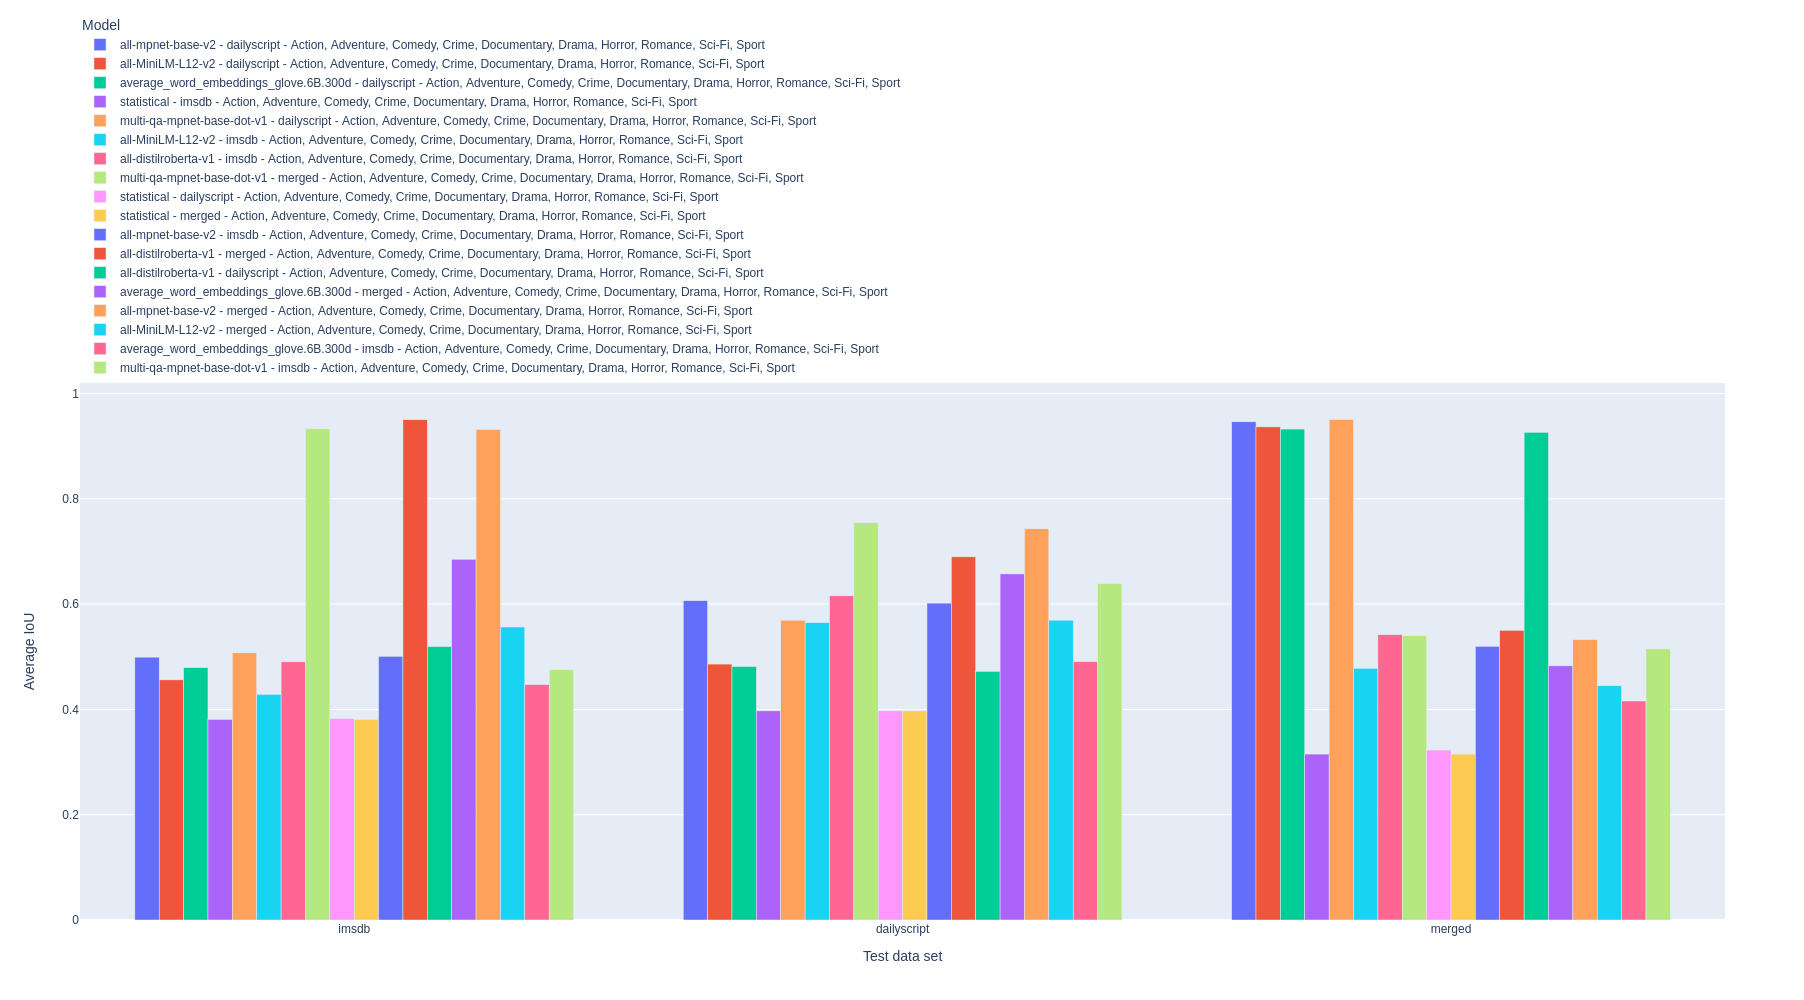 Model
all-mpnet-base-v2 - dailyscript - Action, Adventure, Comedy, Crime, Documentary, Drama, Horror, Romance, Sci-Fi, Sport
all-MiniLM-L12-v2 - dailyscript - Action, Adventure, Comedy, Crime, Documentary, Drama, Horror, Romance, Sci-Fi, Sport
average_word_embeddings_glove.6B.300d - dailyscript - Action, Adventure, Comedy, Crime, Documentary, Drama, Horror, Romance, Sci-Fi, Sport
statistical - imsdb - Action, Adventure, Comedy, Crime, Documentary, Drama, Horror, Romance, Sci-Fi, Sport
multi-qa-mpnet-base-dot-v1 - dailyscript - Action, Adventure, Comedy, Crime, Documentary, Drama, Horror, Romance, Sci-Fi, Sport
all-MiniLM-L12-v2 - imsdb - Action, Adventure, Comedy, Crime, Documentary, Drama, Horror, Romance, Sci-Fi, Sport
all-distilroberta-v1 - imsdb - Action, Adventure, Comedy, Crime, Documentary, Drama, Horror, Romance, Sci-Fi, Sport
multi-qa-mpnet-base-dot-v1 - merged - Action, Adventure, Comedy, Crime, Documentary, Drama, Horror, Romance, Sci-Fi, Sport
statistical - dailyscript - Action, Adventure, Comedy, Crime, Documentary, Drama, Horror, Romance, Sci-Fi, Sport
statistical - merged - Action, Adventure, Comedy, Crime, Documentary, Drama, Horror, Romance, Sci-Fi, Sport
all-mpnet-base-v2 - imsdb - Action, Adventure, Comedy, Crime, Documentary, Drama, Horror, Romance, Sci-Fi, Sport
all-distilroberta-v1 - merged - Action, Adventure, Comedy, Crime, Documentary, Drama, Horror, Romance, Sci-Fi, Sport
all-distilroberta-v1 - dailyscript - Action, Adventure, Comedy, Crime, Documentary, Drama, Horror, Romance, Sci-Fi, Sport
average_word_embeddings_glove.6B.300d - merged - Action, Adventure, Comedy, Crime, Documentary, Drama, Horror, Romance, Sci-Fi, Sport
all-mpnet-base-v2 - merged - Action, Adventure, Comedy, Crime, Documentary, Drama, Horror, Romance, Sci-Fi, Sport
all-MiniLM-L12-v2 - merged - Action, Adventure, Comedy, Crime, Documentary, Drama, Horror, Romance, Sci-Fi, Sport
average_word_embeddings_glove.6B.300d - imsdb - Action, Adventure, Comedy, Crime, Documentary, Drama, Horror, Romance, Sci-Fi, Sport
multi-qa-mpnet-base-dot-v1 - imsdb - Action, Adventure, Comedy, Crime, Documentary, Drama, Horror, Romance, Sci-Fi, Sport
1
0.8
0.6
0.4
0.2
0
Average IoU
imsdb
dailyscript
merged
Test data set